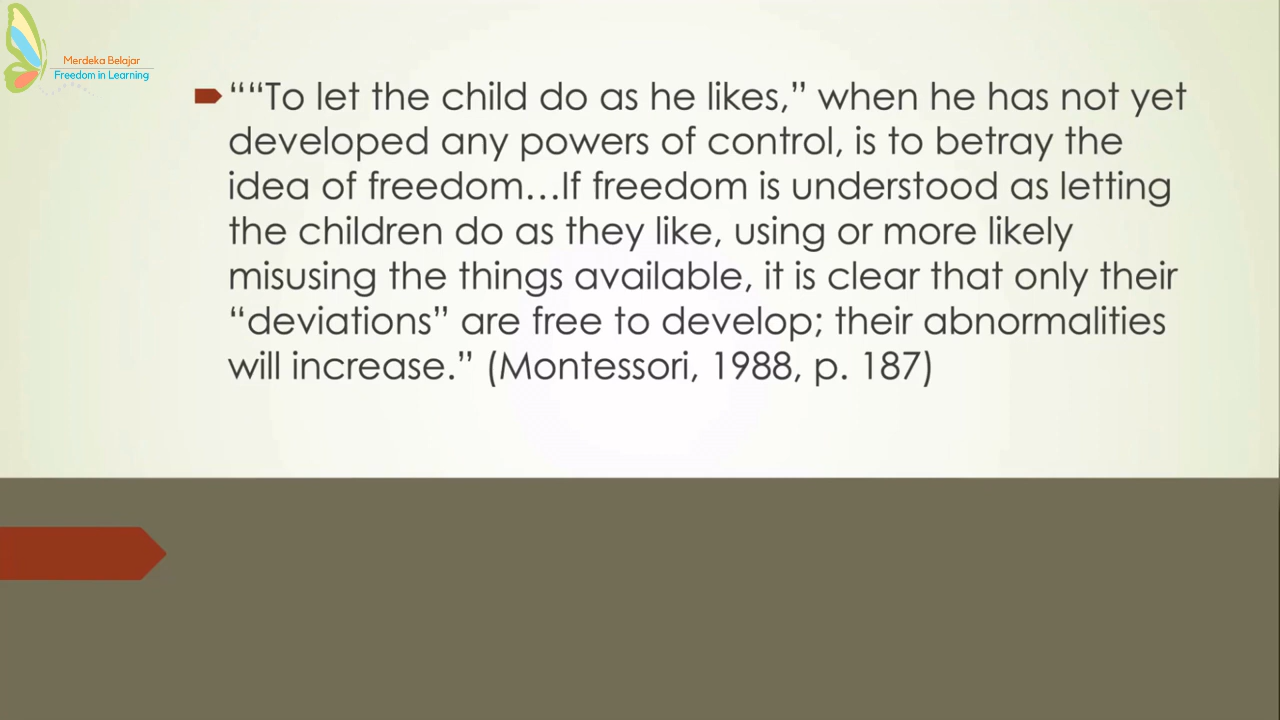 Merdeka Belajar
Freedom in Learning
““To let the child do as he likes,” when he has not yet
developed any powers of control, is to betray the
idea of freedom…If freedom is understood as letting
the children do as they like, using or more likely
misusing the things available, it is clear that only their
“deviations” are free to develop; their abnormalities
will increase.” (Montessori, 1988, p. 187)